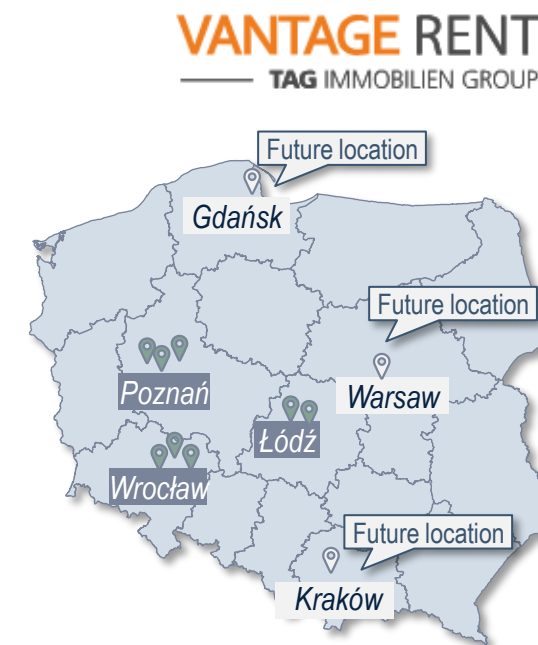 VANTAGE RENT
TAG IMMOBILIEN GROUP
Future location
Gdańsk
Future location
Poznań
Warsaw
Łódź
Wrocław
Future location
Kraków